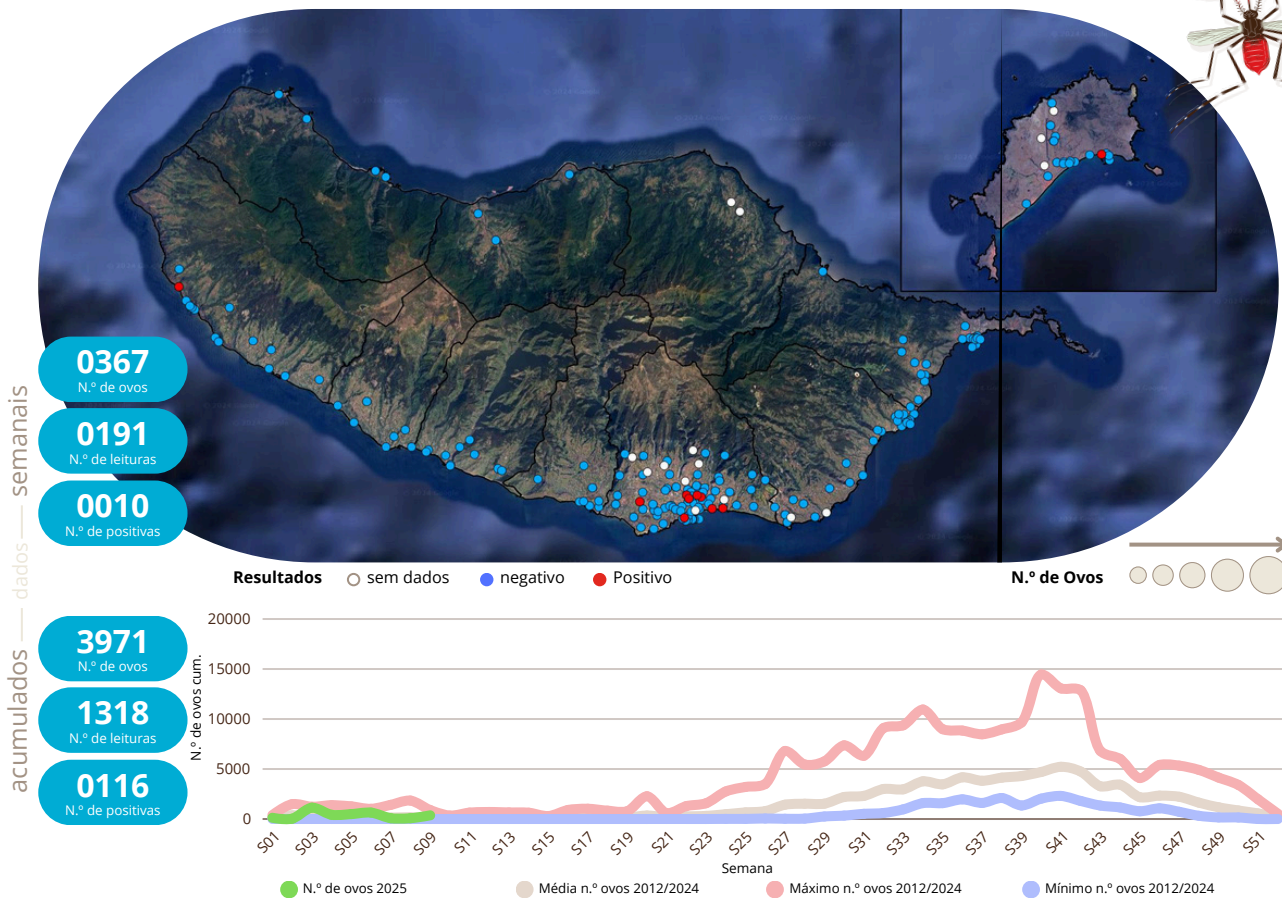 semanais
dados
acumulados
0367
N.º de ovos
0191
N.º de leituras
0010
N.º de positivas
Resultados
sem dados
negativo
Positivo
N.º de Ovos
3971
N.º de ovos
1318
N.º de leituras
0116
N.º de positivas
N.º de ovos cum.
20000
15000
10000
5000
0
S01 S03 S05 S07 S09 S11 S13 S15 S17 S19 S21 S23 S25 S27 S29 S31 S33 S35 S37 S39 S41 S43 S45 S47 S49 S51
Semana
N.º de ovos 2025
Média n.º ovos 2012/2024
Máximo n.º ovos 2012/2024
Mínimo n.º ovos 2012/2024